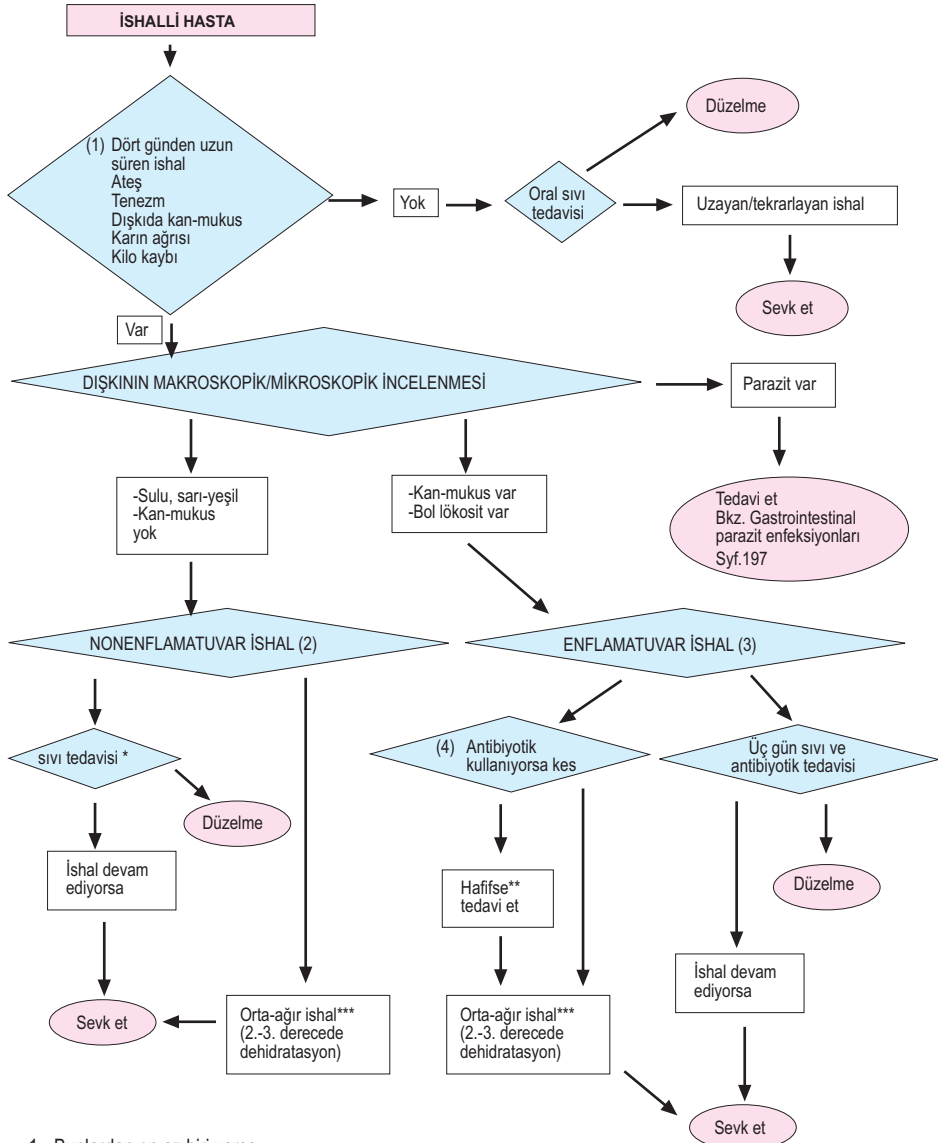 İSHALLİ HASTA
(1) Dört günden uzun
süren ishal
Ateş
Tenezm
Dışkıda kan-mukus
Karın ağrısı
Kilo kaybı
Yok
Oral sıvı
tedavisi
Düzelme
Uzayan/tekrarlayan ishal
Sevk et
Var
DIŞKININ MAKROSKOPİK/MİKROSKOPİK İNCELENMESİ
Parazit var
Tedavi et
Bkz. Gastrointestinal
parazit enfeksiyonları
Syf.197
-Sulu, sarı-yeşil
-Kan-mukus
yok
-Kan-mukus var
-Bol lökosit var
NONENFLAMATUVAR İSHAL (2)
ENFLAMATUVAR İSHAL (3)
sıvı tedavisi *
Düzelme
İshal devam
ediyorsa
Sevk et
Orta-ağır ishal***
(2.-3. derecede
dehidratasyon)
(4) Antibiyotik
kullanıyorsa kes
Hafifse**
tedavi et
Orta-ağır ishal***
(2.-3. derecede
dehidratasyon)
Üç gün sıvı ve
antibiyotik tedavisi
Düzelme
İshal devam
ediyorsa
Sevk et